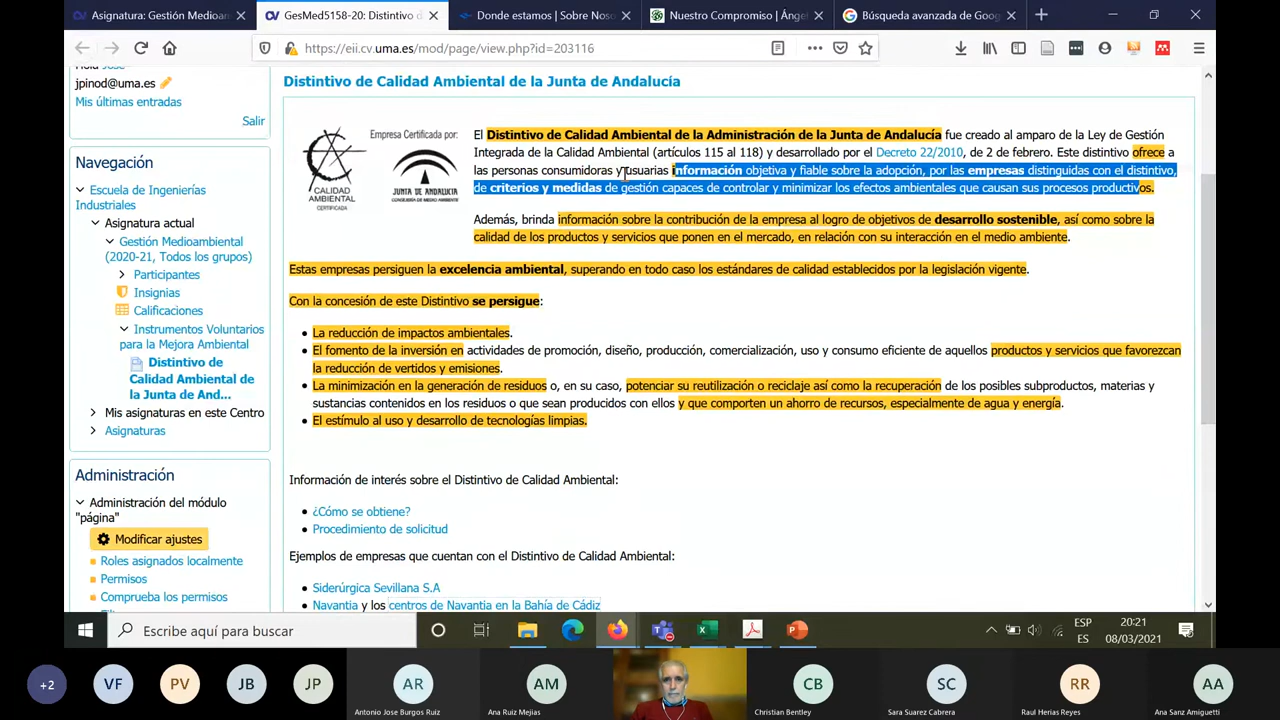 Asignatura: Gestión Medioam
GesMed5158-20: Distintivo d
Donde estamos | Sobre Noso
Nuestro Compromiso | Ánge
Búsqueda avanzada de Goog
https://eii.cv.uma.es/mod/page/view.php?id=203116
Hola Jose
jpinod@uma.es
Mis últimas entradas
Salir
Navegación
Escuela de Ingenierías
Industriales
Asignatura actual
Gestión Medioambiental
(2020-21, Todos los grupos)
Participantes
Insignias
Calificaciones
Instrumentos Voluntarios
para la Mejora Ambiental
Distintivo de
Calidad Ambiental de
la Junta de And...
Mis asignaturas en este Centro
Asignaturas
Administración
Administración del módulo
"página"
Modificar ajustes
Roles asignados localmente
Permisos
Comprueba los permisos
Distintivo de Calidad Ambiental de la Junta de Andalucía
CALIDAD
AMBIENTAL
CERTIFICADA
Empresa Certificada por:
JUNTA DE ANDALUCIA
CONSEJERÍA DE MEDIO AMBIENTE
El Distintivo de Calidad Ambiental de la Administración de la Junta de Andalucía fue creado al amparo de la Ley de Gestión
Integrada de la Calidad Ambiental (artículos 115 al 118) y desarrollado por el Decreto 22/2010, de 2 de febrero. Este distintivo ofrece a
las personas consumidoras y usuarias información objetiva y fiable sobre la adopción, por las empresas distinguidas con el distintivo,
de criterios y medidas de gestión capaces de controlar y minimizar los efectos ambientales que causan sus procesos productivos.
Además, brinda información sobre la contribución de la empresa al logro de objetivos de desarrollo sostenible, así como sobre la
calidad de los productos y servicios que ponen en el mercado, en relación con su interacción en el medio ambiente.
Estas empresas persiguen la excelencia ambiental, superando en todo caso los estándares de calidad establecidos por la legislación vigente.
Con la concesión de este Distintivo se persigue:
La reducción de impactos ambientales.
El fomento de la inversión en actividades de promoción, diseño, producción, comercialización, uso y consumo eficiente de aquellos productos y servicios que favorezcan
la reducción de vertidos y emisiones.
La minimización en la generación de residuos o, en su caso, potenciar su reutilización o reciclaje así como la recuperación de los posibles subproductos, materias y
sustancias contenidos en los residuos o que sean producidos con ellos y que comporten un ahorro de recursos, especialmente de agua y energía.
El estímulo al uso y desarrollo de tecnologías limpias.
Información de interés sobre el Distintivo de Calidad Ambiental:
¿Cómo se obtiene?
Procedimiento de solicitud
Ejemplos de empresas que cuentan con el Distintivo de Calidad Ambiental:
Siderúrgica Sevillana S.A
Navantia y los centros de Navantia en la Bahía de Cádiz
Escribe aquí para buscar
ESP
ES
20:21
08/03/2021
+2
VF
PV
JB
JP
AR
Antonio Jose Burgos Ruiz
AM
Ana Ruiz Mejias
CB
Christian Bentley
SC
Sara Suarez Cabrera
RR
Raul Herias Reyes
AA
Ana Sanz Amiguetti